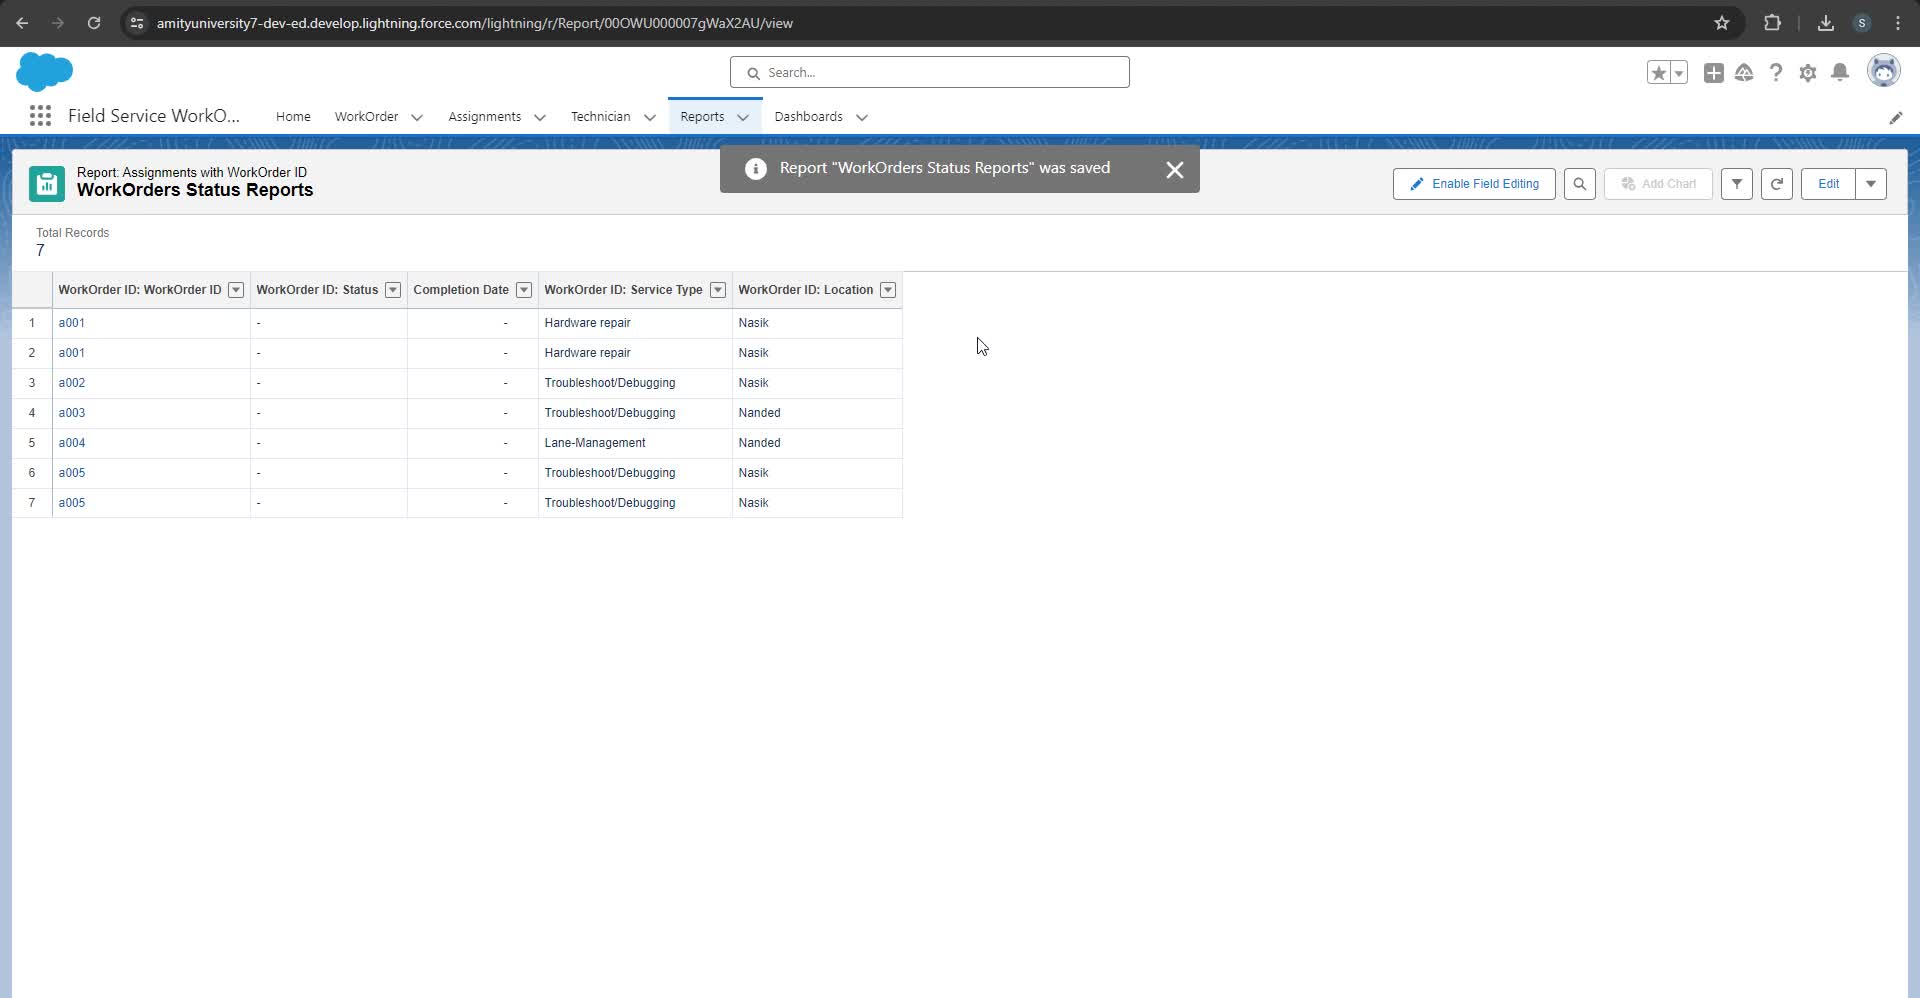 amityuniversity7-dev-ed.develop.lightning.force.com/lightning/r/Report/00OWU000007gWaX2AU/view
S
Search...
Field Service WorkO...
Home
WorkOrder
Assignments
Technician
Reports
Dashboards
Report: Assignments with WorkOrder ID
WorkOrders Status Reports
Report "WorkOrders Status Reports" was saved
Enable Field Editing
Add Chart
Edit
Total Records
7
WorkOrder ID: WorkOrder ID WorkOrder ID: Status Completion Date WorkOrder ID: Service Type WorkOrder ID: Location
1 a001 - - Hardware repair Nasik
2 a001 - - Hardware repair Nasik
3 a002 - - Troubleshoot/Debugging Nasik
4 a003 - - Troubleshoot/Debugging Nanded
5 a004 - - Lane-Management Nanded
6 a005 - - Troubleshoot/Debugging Nasik
7 a005 - - Troubleshoot/Debugging Nasik